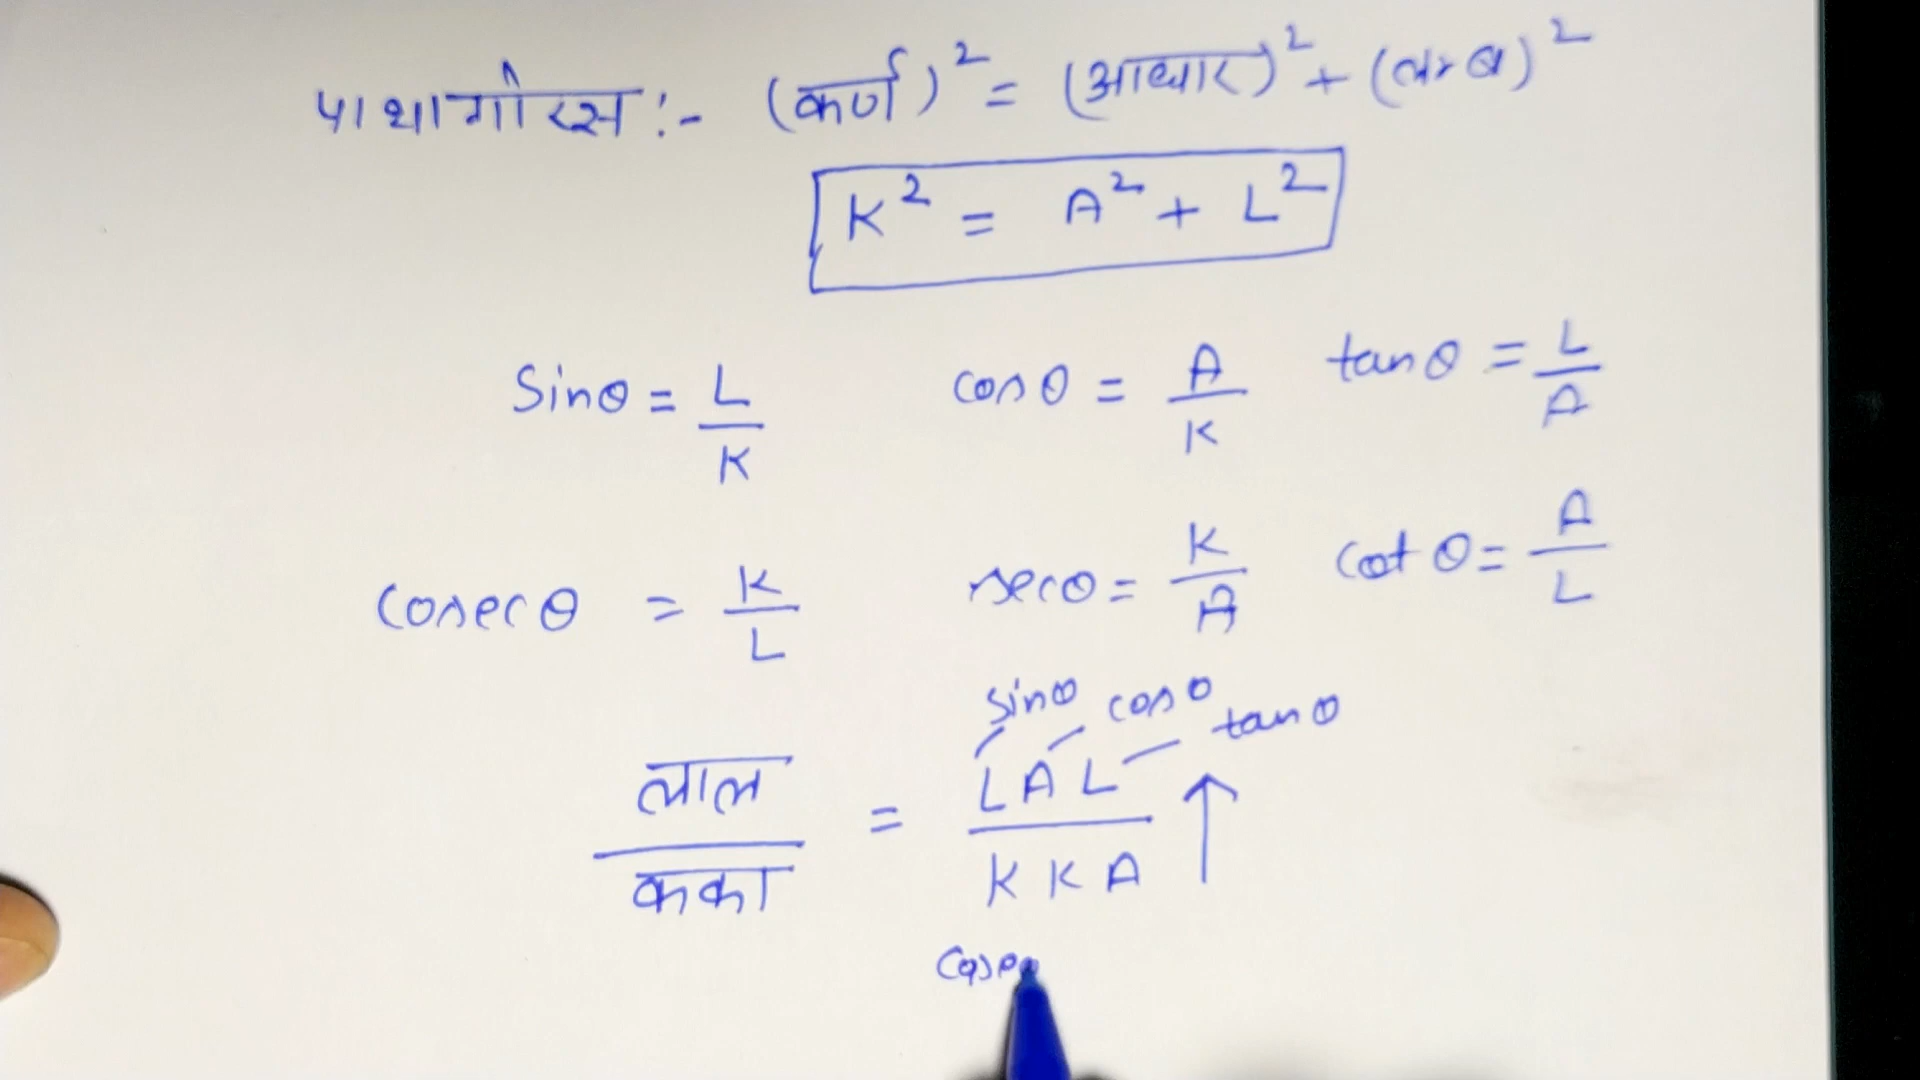 पाथागोरस :- (कर्ण)² = (आधार)² + (लम्ब)²
K² = A² + L²
Sinθ = L/K cosθ = A/K tanθ = L/A
Cosecθ = K/L secθ = K/A Cotθ = A/L
sinθ cosθ tanθ
लाल/कका = LAL/KKA ↑
Cose